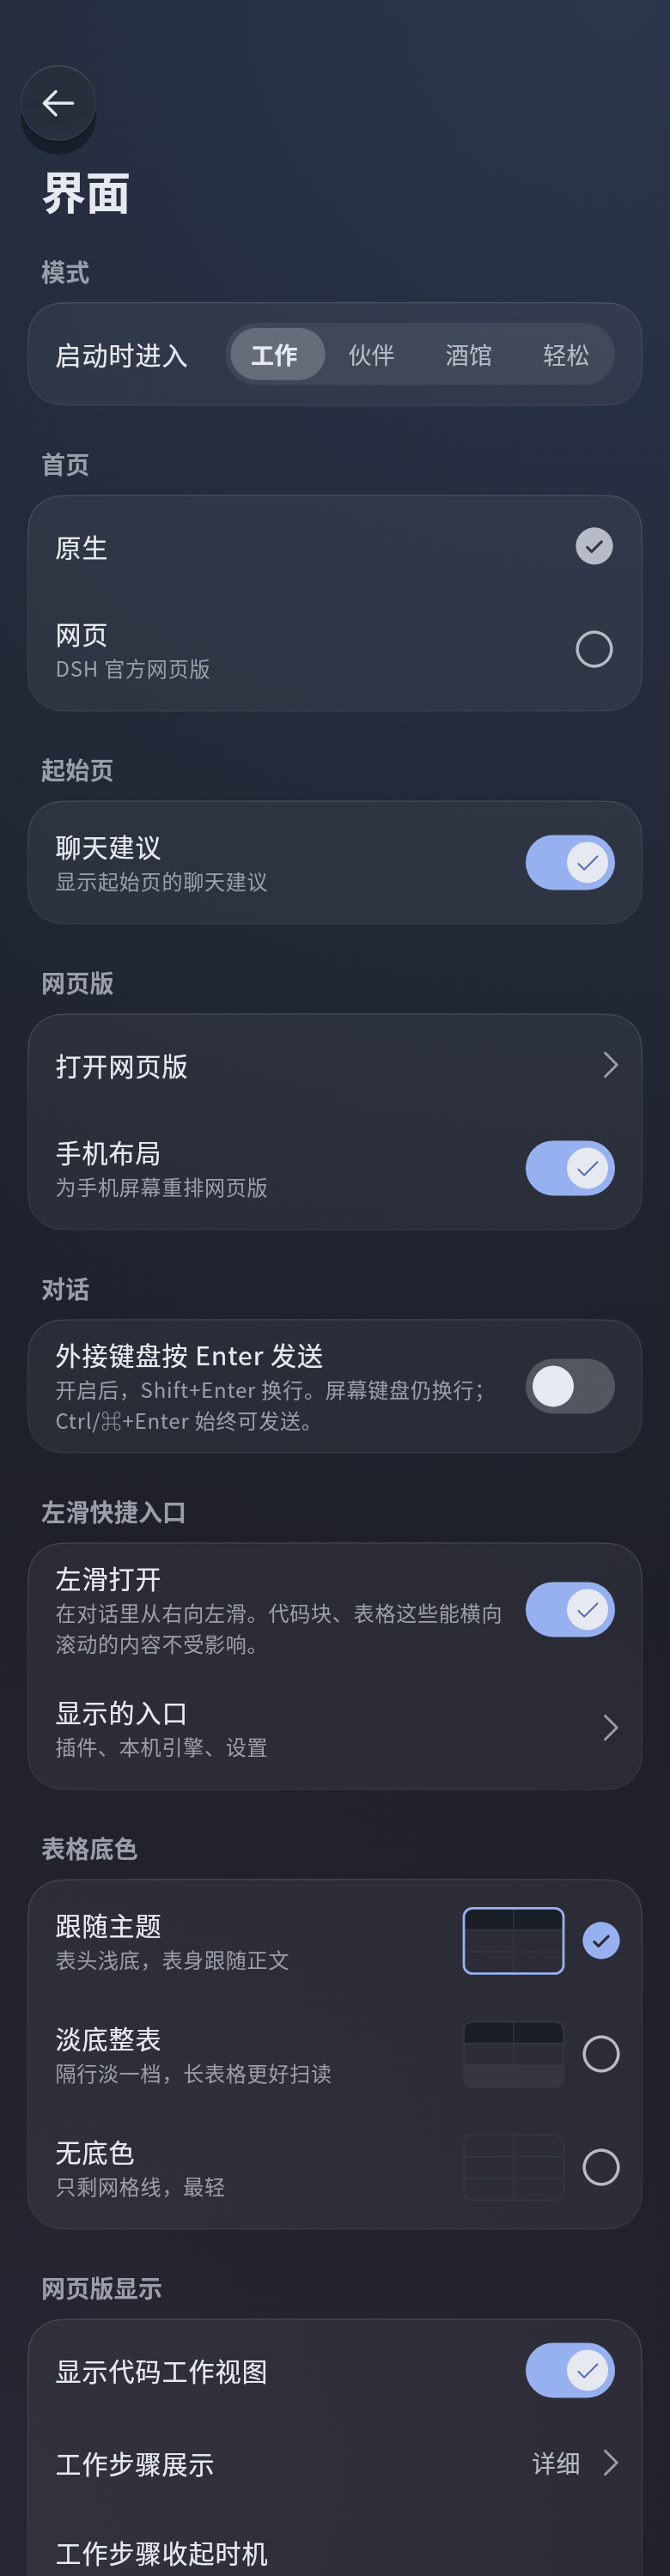 界面
模式
启动时进入 工作 伙伴 酒馆 轻松
首页
原生
网页
DSH 官方网页版
起始页
聊天建议
显示起始页的聊天建议
网页版
打开网页版
手机布局
为手机屏幕重排网页版
对话
外接键盘按 Enter 发送
开启后，Shift+Enter 换行。屏幕键盘仍换行；
Ctrl/⌘+Enter 始终可发送。
左滑快捷入口
左滑打开
在对话里从右向左滑。代码块、表格这些能横向
滚动的内容不受影响。
显示的入口
插件、本机引擎、设置
表格底色
跟随主题
表头浅底，表身跟随正文
淡底整表
隔行淡一档，长表格更好扫读
无底色
只剩网格线，最轻
网页版显示
显示代码工作视图
工作步骤展示 详细
工作步骤收起时机